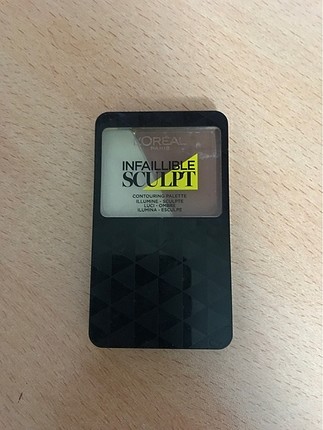 L'ORÉAL
PARIS
INFAILLIBLE
SCULPT
CONTOURING PALETTE
ILLUMINE - SCULPTE
LUCI - OMBRE
ILUMINA - ESCULPE